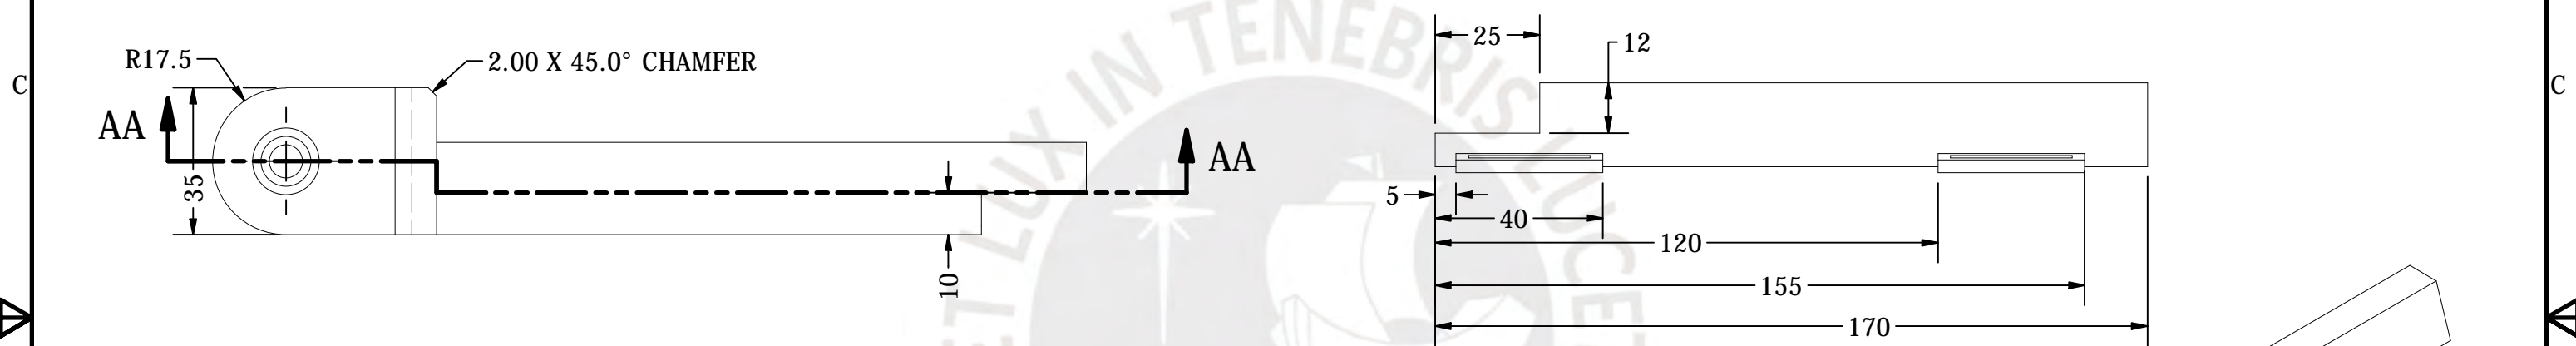 R17.5
2.00 X 45.0° CHAMFER
C
AA
AA
35
10
25
12
C
5
40
120
155
170
ET LUX IN TENEBRIS LUCET